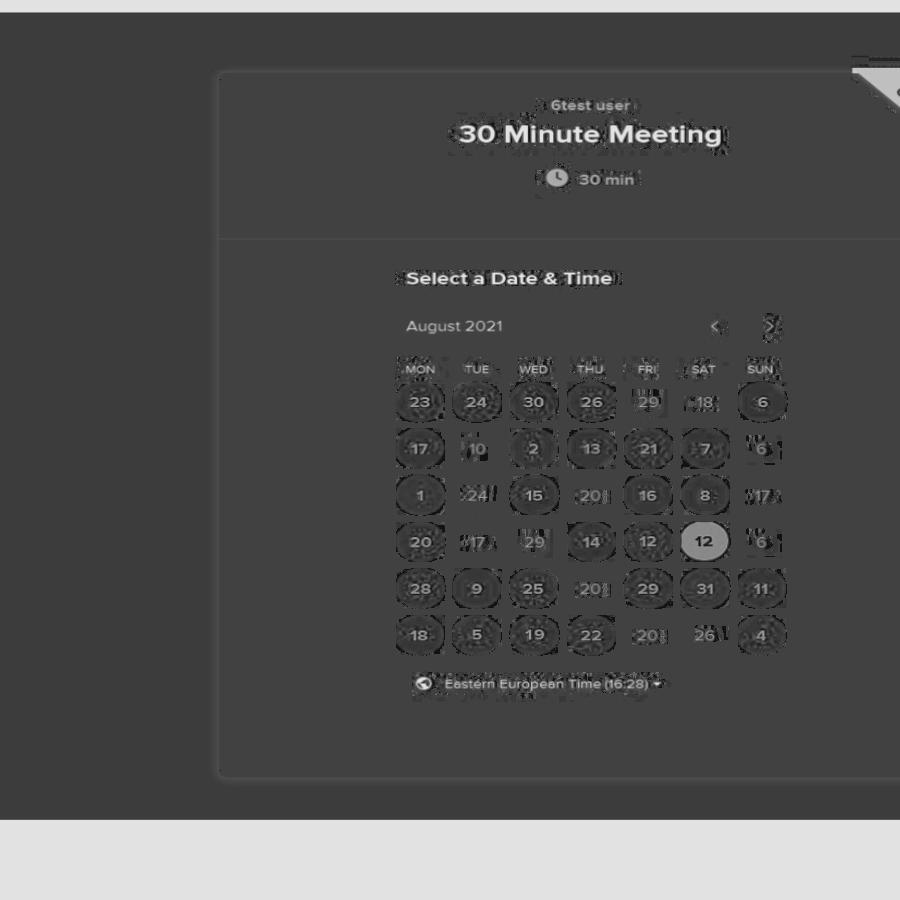 6test user
30 Minute Meeting
30 min
Select a Date & Time
August 2021
MON TUE WED THU FRI SAT SUN
23 24 30 26 29 18 6
17 10 2 13 21 7 6
1 24 15 20 16 8 17
20 17 29 14 12 12 6
28 9 25 20 29 31 11
18 5 19 22 20 26 4
Eastern European Time (16:28)